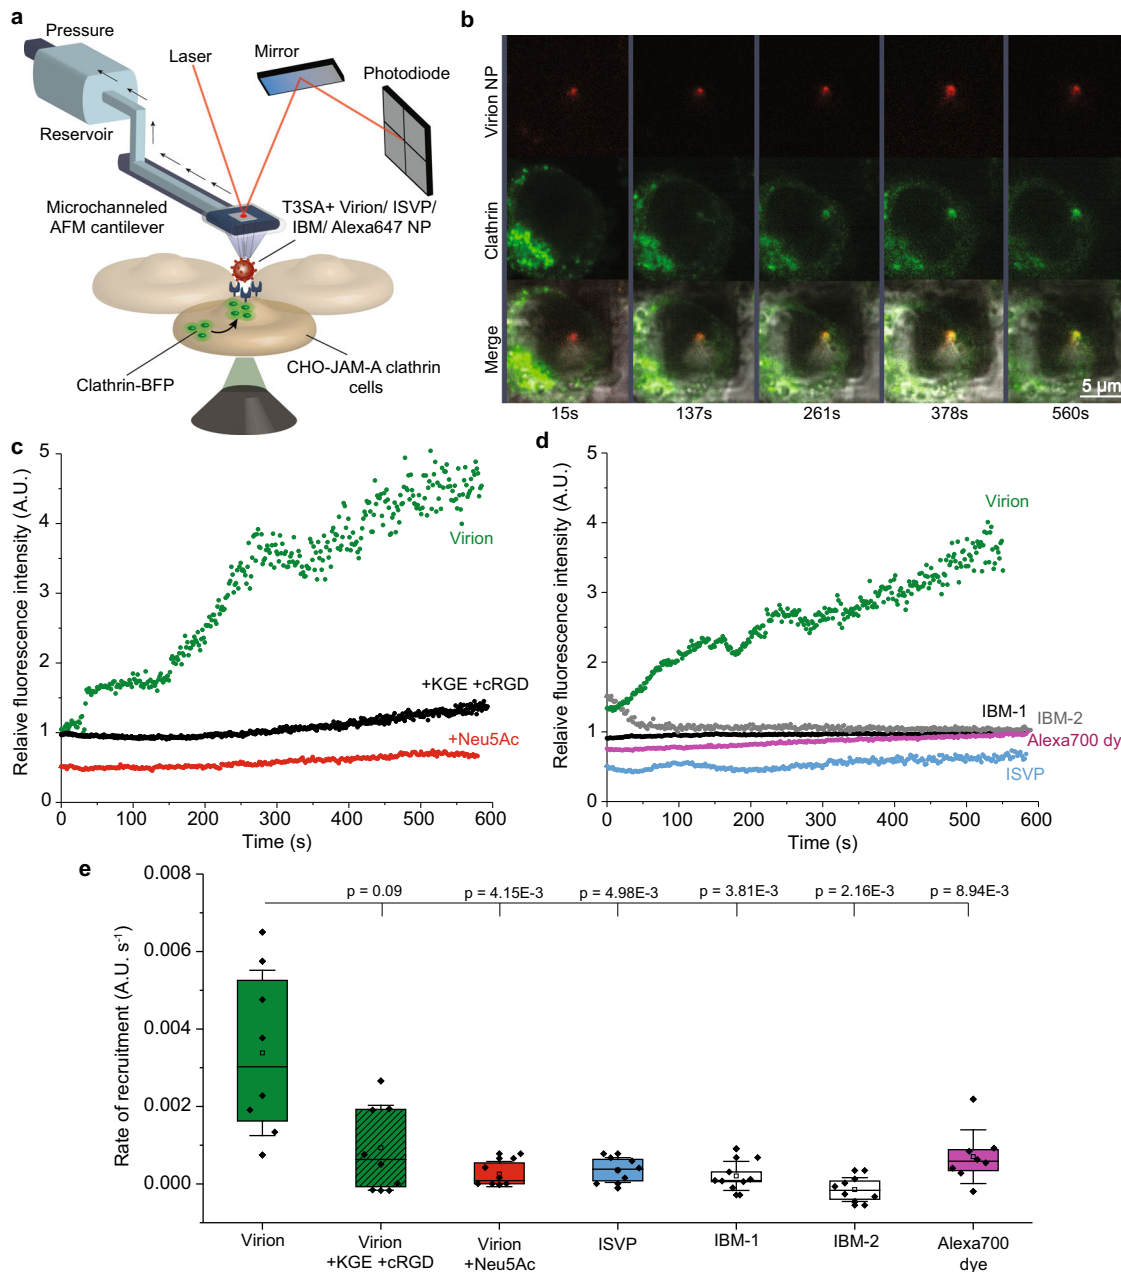 a
Pressure
Laser
Mirror
Photodiode
Reservoir
Microchanneled
AFM cantilever
T3SA+ Virion/ ISVP/
IBM/ Alexa647 NP
Clathrin-BFP
CHO-JAM-A clathrin
cells
b
Virion NP
Clathrin
Merge
5 µm
15s
137s
261s
378s
560s
c
Relaive fluorescence intensity (A.U.)
5
4
3
2
1
0
Virion
+KGE +cRGD
+Neu5Ac
0
100
200
300
400
500
600
Time (s)
d
Relaive fluorescence intensity (A.U.)
5
4
3
2
1
0
Virion
IBM-1
IBM-2
Alexa700 dy
ISVP
0
100
200
300
400
500
600
Time (s)
e
Rate of recruitment (A.U. s⁻¹)
0.008
0.006
0.004
0.002
0.000
p = 0.09
p = 4.15E-3
p = 4.98E-3
p = 3.81E-3
p = 2.16E-3
p = 8.94E-3
Virion
Virion
+KGE +cRGD
Virion
+Neu5Ac
ISVP
IBM-1
IBM-2
Alexa700
dye